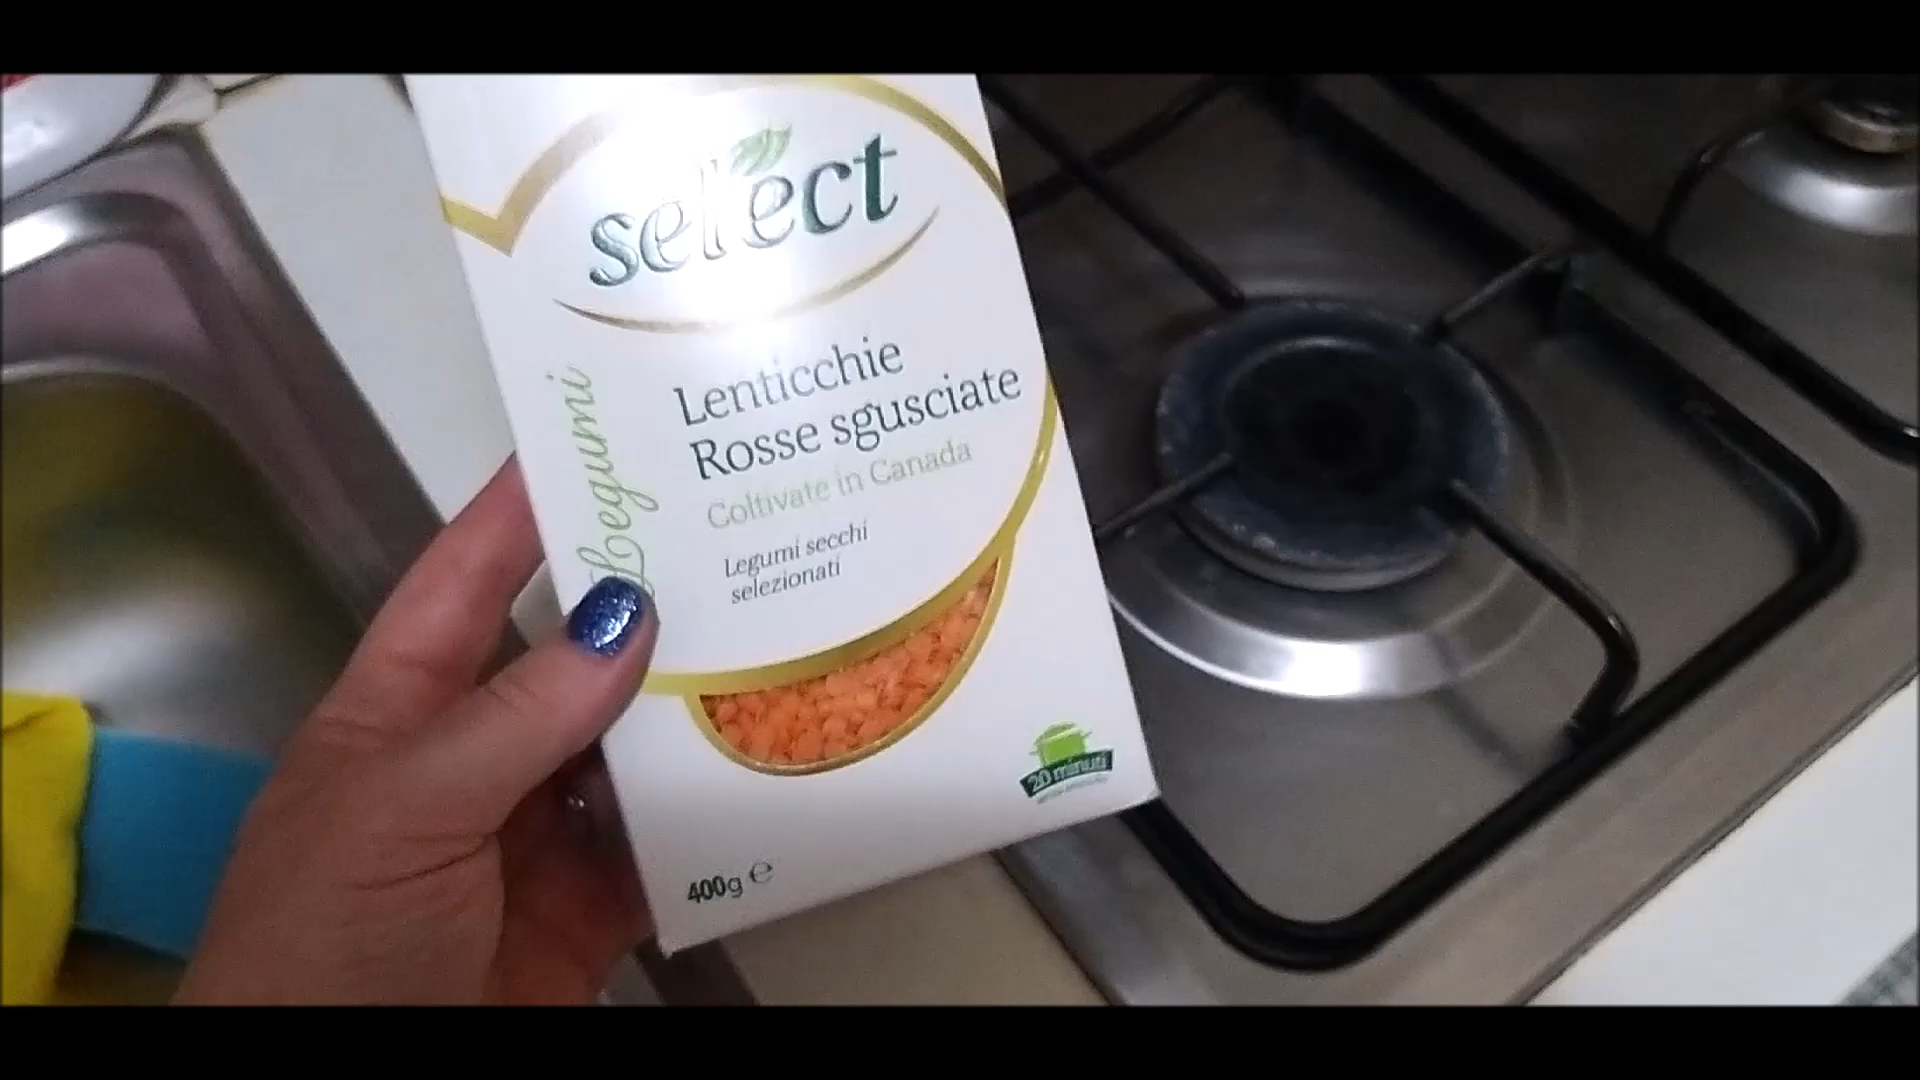 select
Lenticchie
Rosse sgusciate
Coltivate in Canada
Legumi secchi
selezionati
Legumi
20 minuti
400g e